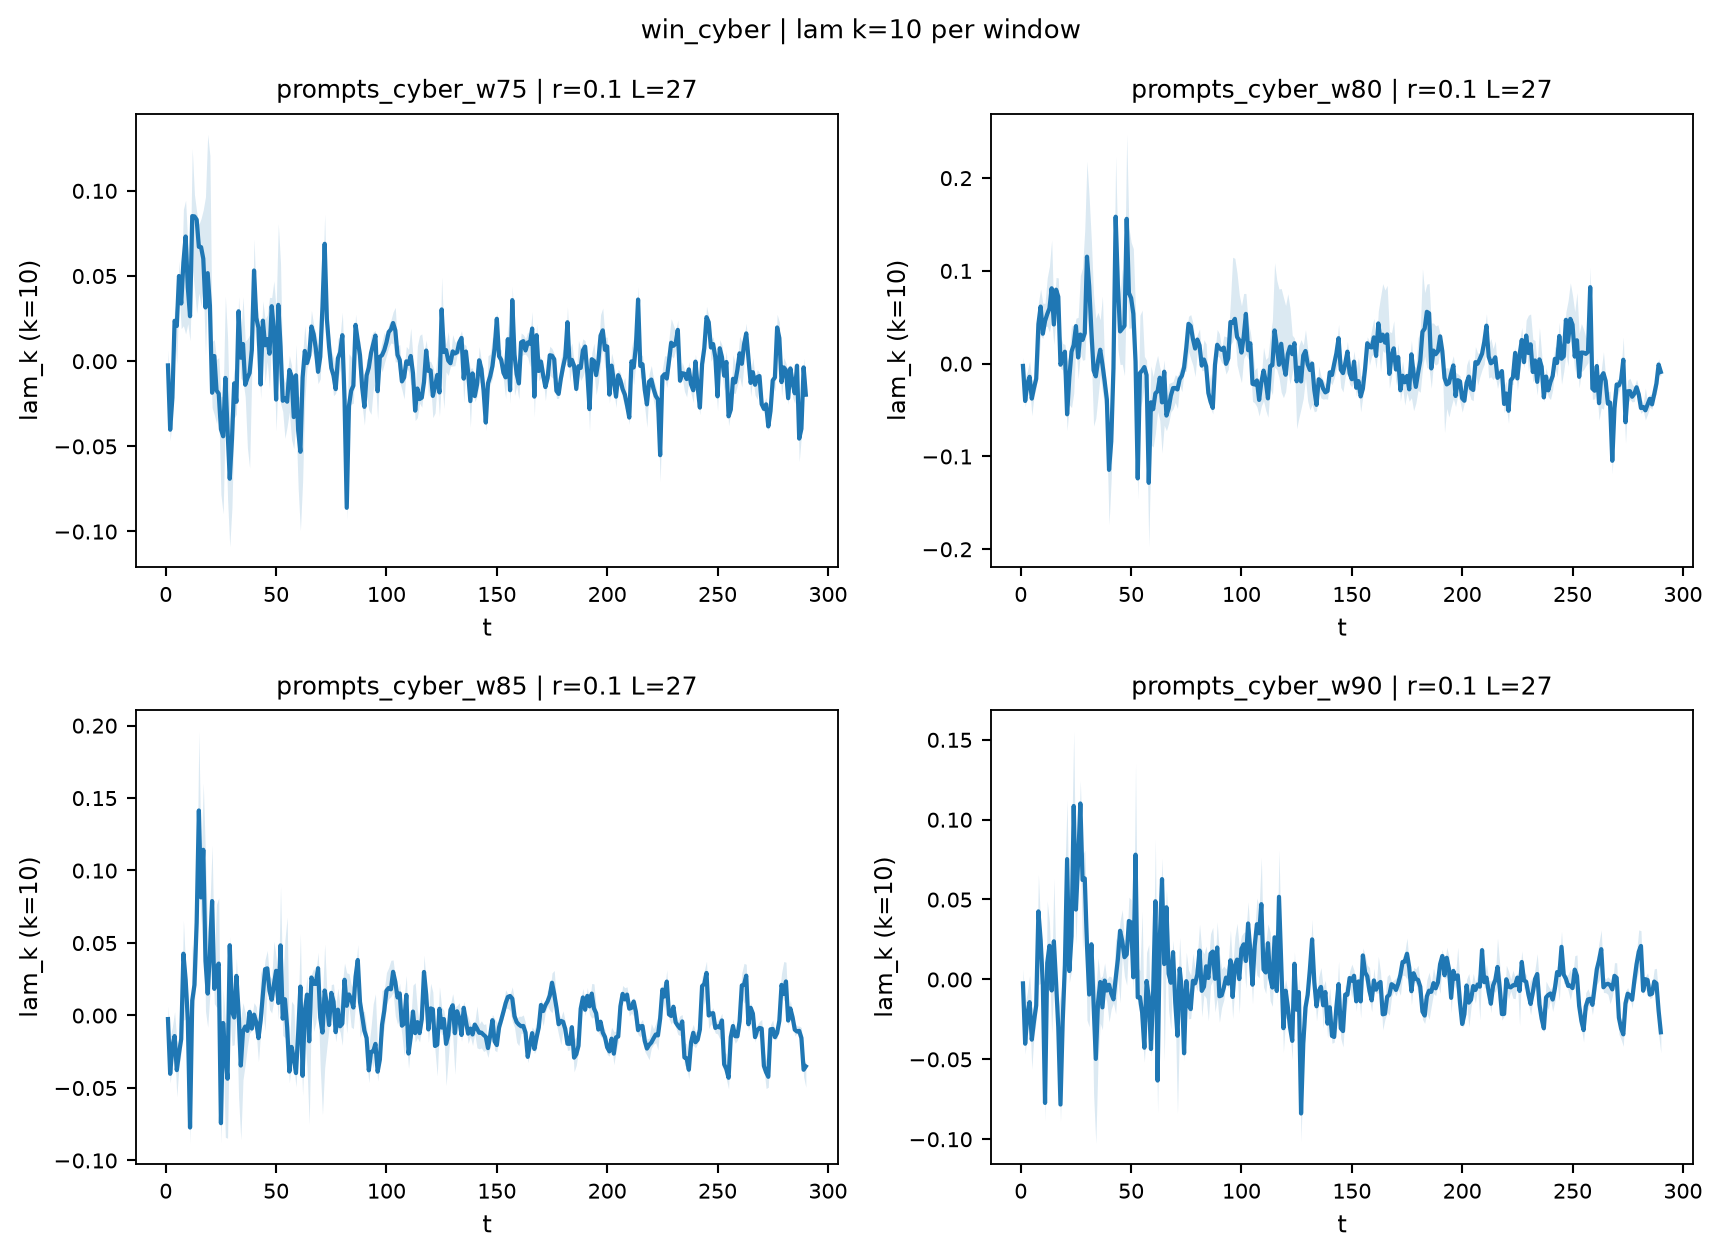 win_cyber | lam k=10 per window
prompts_cyber_w75 | r=0.1 L=27
lam_k (k=10)
0.10
0.05
0.00
−0.05
−0.10
0 50 100 150 200 250 300
t
prompts_cyber_w80 | r=0.1 L=27
lam_k (k=10)
0.2
0.1
0.0
−0.1
−0.2
0 50 100 150 200 250 300
t
prompts_cyber_w85 | r=0.1 L=27
lam_k (k=10)
0.20
0.15
0.10
0.05
0.00
−0.05
−0.10
0 50 100 150 200 250 300
t
prompts_cyber_w90 | r=0.1 L=27
lam_k (k=10)
0.15
0.10
0.05
0.00
−0.05
−0.10
0 50 100 150 200 250 300
t